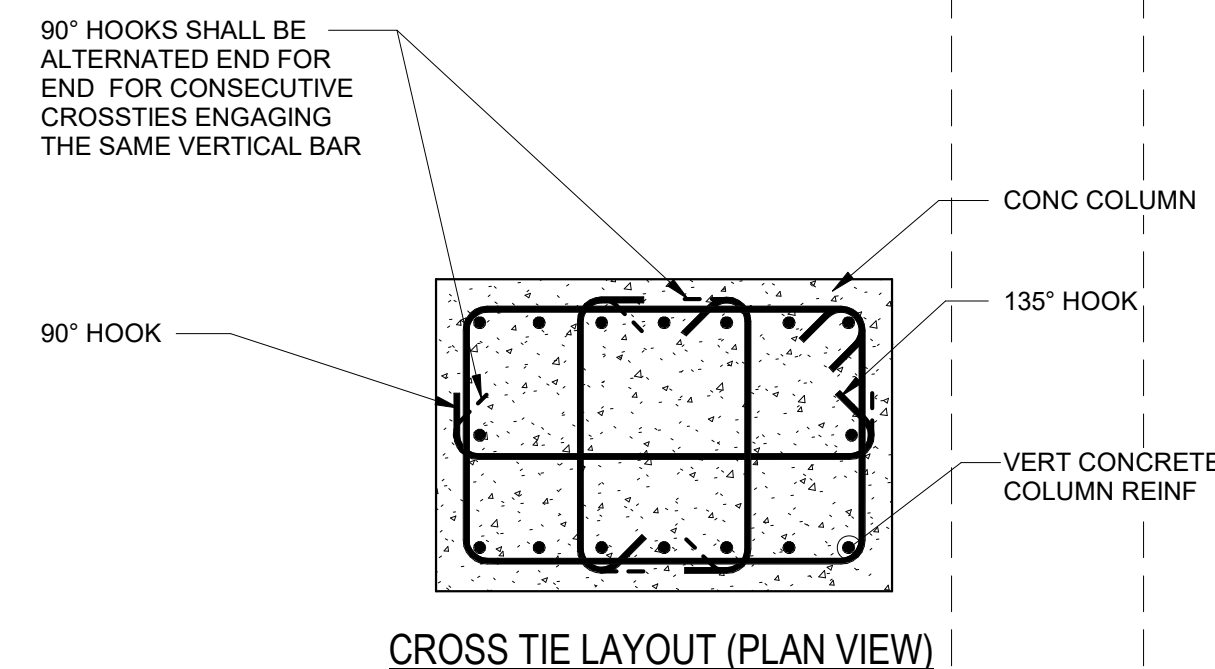 90° HOOKS SHALL BE
ALTERNATED END FOR
END FOR CONSECUTIVE
CROSSTIES ENGAGING
THE SAME VERTICAL BAR
CONC COLUMN
135° HOOK
90° HOOK
VERT CONCRETE
COLUMN REINF
CROSS TIE LAYOUT (PLAN VIEW)